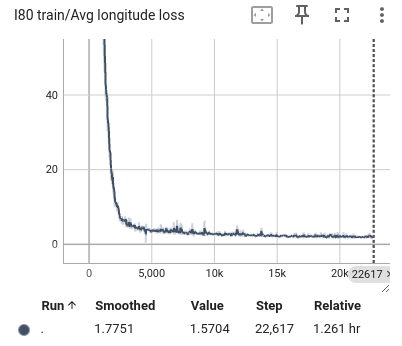 I80 train/Avg longitude loss
40
20
0
0 5,000 10k 15k 20k 22617
Run ↑ Smoothed Value Step Relative
. 1.7751 1.5704 22,617 1.261 hr